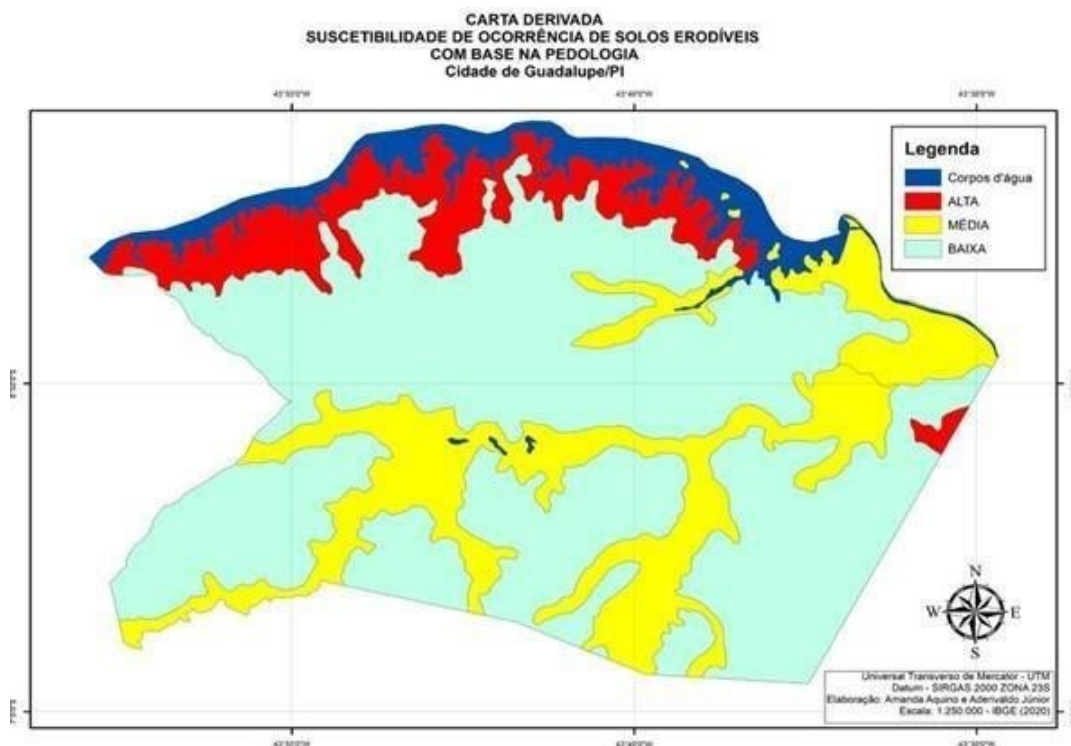 CARTA DERIVADA
SUSCETIBILIDADE DE OCORRÊNCIA DE SOLOS ERODÍVEIS
COM BASE NA PEDOLOGIA
Cidade de Guadalupe/PI
Legenda
Corpos d'água
ALTA
MÉDIA
BAIXA
N
W E
S
Universal Transverso de Mercator - UTM
Datum - SIRGAS 2000 ZONA 23S
Elaboração: Amanda Aquino e Aderivaldo Júnior
Escala: 1:250.000 - IBGE (2020)